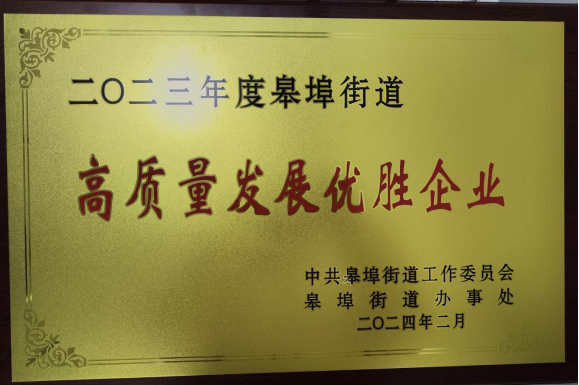 二〇二三年度皋埠街道
高质量发展优胜企业
中共皋埠街道工作委员会
皋埠街道办事处
二〇二四年二月